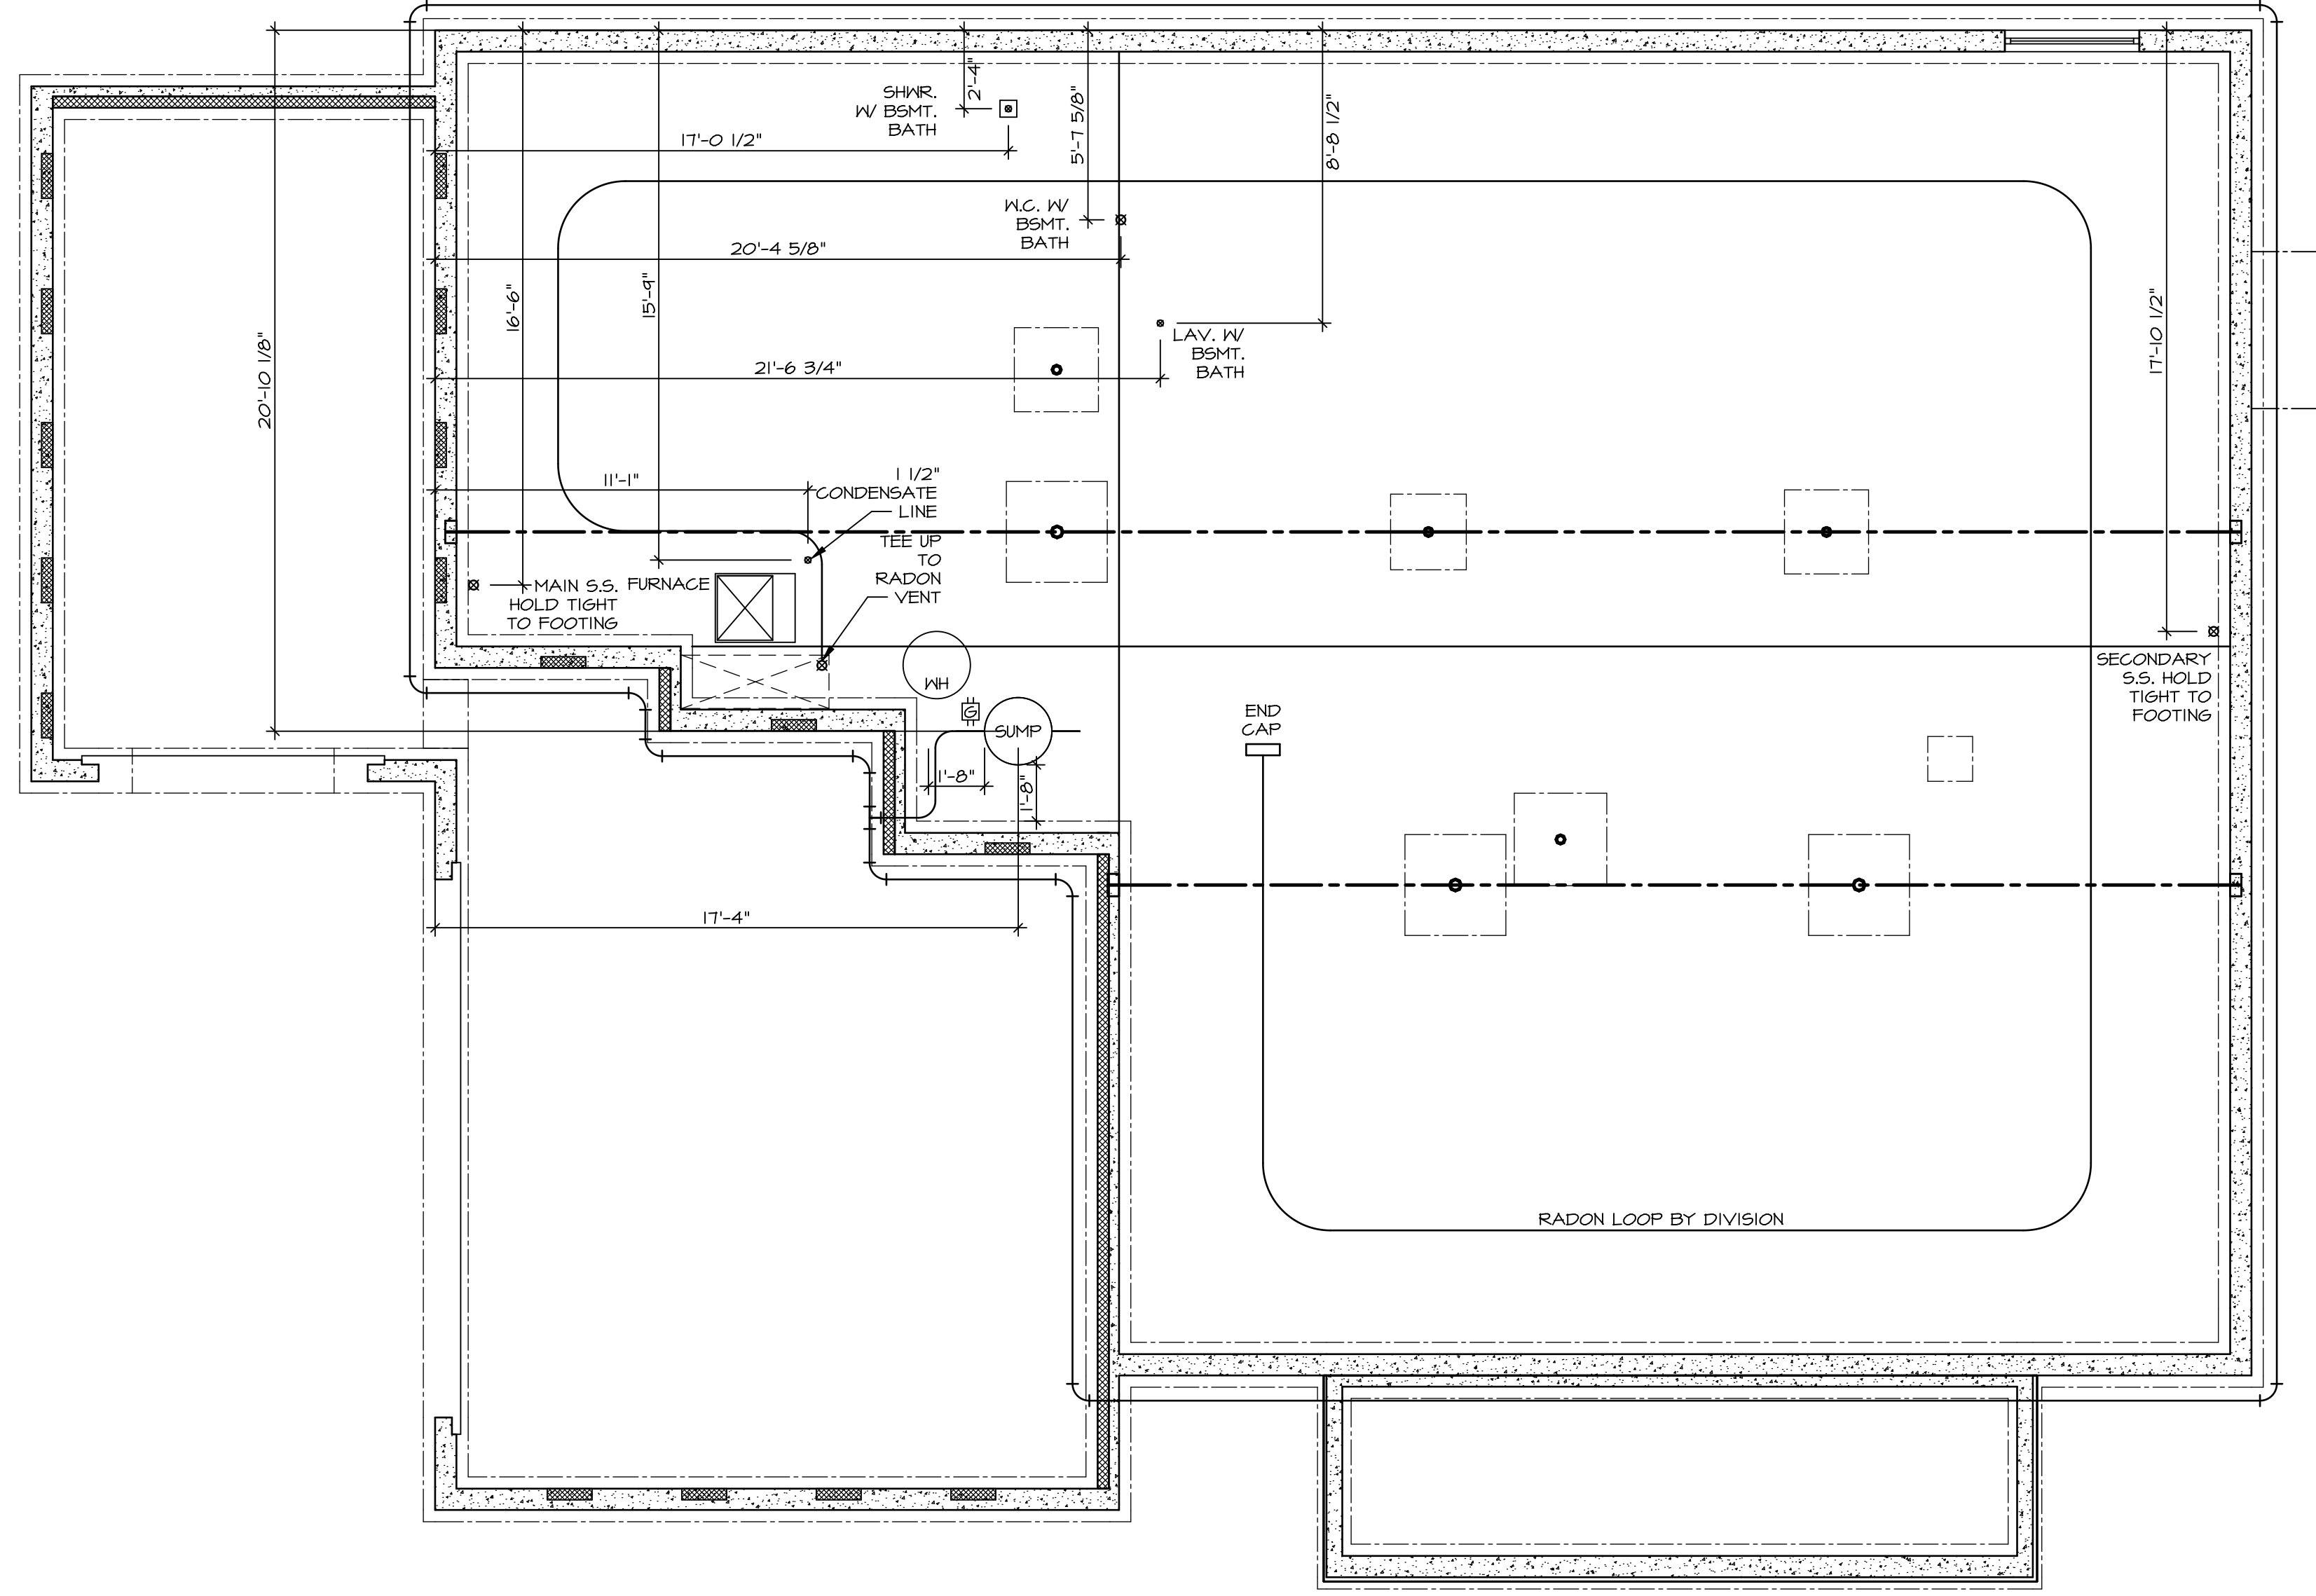 2'-4"
SHWR.
W/ BSMT.
BATH
17'-0 1/2"
5'-7 5/8"
8'-8 1/2"
W.C. W/
BSMT.
BATH
20'-4 5/8"
16'-6"
15'-9"
17'-10 1/2"
20'-10 1/8"
LAV. W/
BSMT.
BATH
21'-6 3/4"
11'-1"
1 1/2"
CONDENSATE
LINE
TEE UP
TO
RADON
VENT
MAIN S.S.
HOLD TIGHT
TO FOOTING
FURNACE
WH
SECONDARY
S.S. HOLD
TIGHT TO
FOOTING
G
SUMP
END
CAP
1'-8"
1'-8"
17'-4"
RADON LOOP BY DIVISION